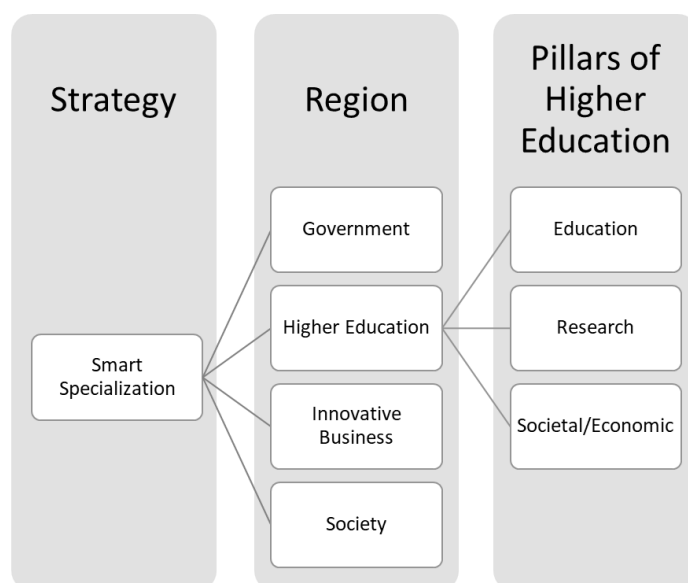 Strategy
Region
Pillars of
Higher
Education
Smart
Specialization
Government
Higher Education
Innovative
Business
Society
Education
Research
Societal/Economic